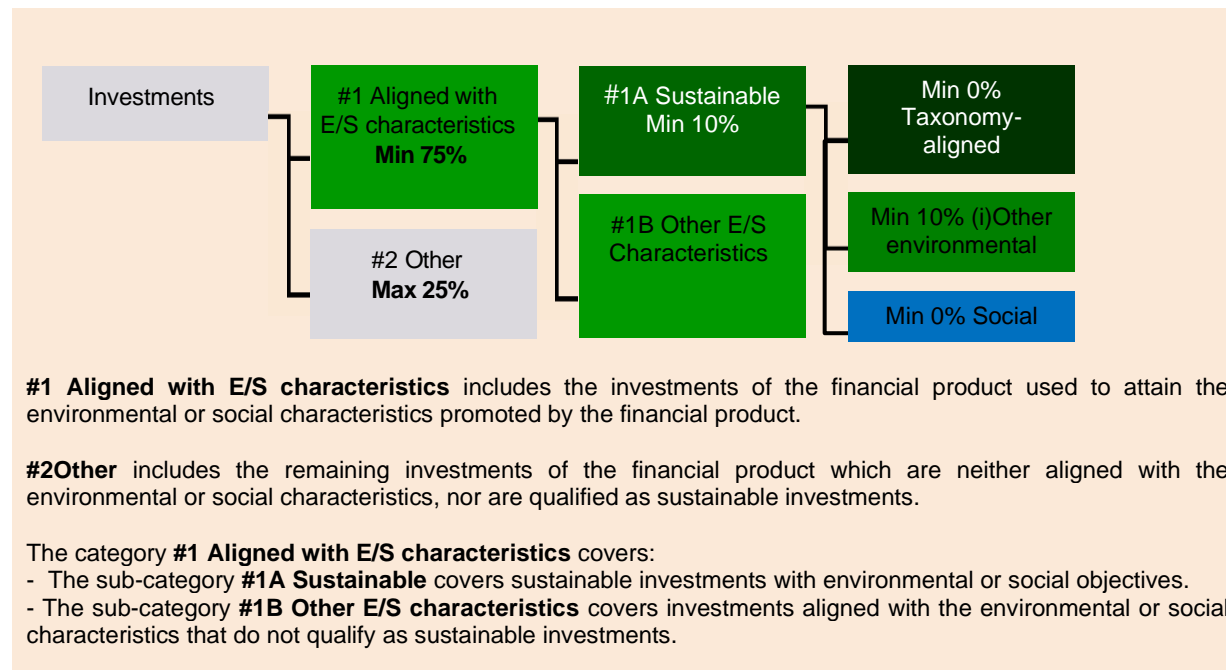 Investments
#1 Aligned with
E/S characteristics
Min 75%
#2 Other
Max 25%
#1A Sustainable
Min 10%
#1B Other E/S
Characteristics
Min 0%
Taxonomy-
aligned
Min 10% (i)Other
environmental
Min 0% Social
#1 Aligned with E/S characteristics includes the investments of the financial product used to attain the
environmental or social characteristics promoted by the financial product.
#2Other includes the remaining investments of the financial product which are neither aligned with the
environmental or social characteristics, nor are qualified as sustainable investments.
The category #1 Aligned with E/S characteristics covers:
- The sub-category #1A Sustainable covers sustainable investments with environmental or social objectives.
- The sub-category #1B Other E/S characteristics covers investments aligned with the environmental or social
characteristics that do not qualify as sustainable investments.